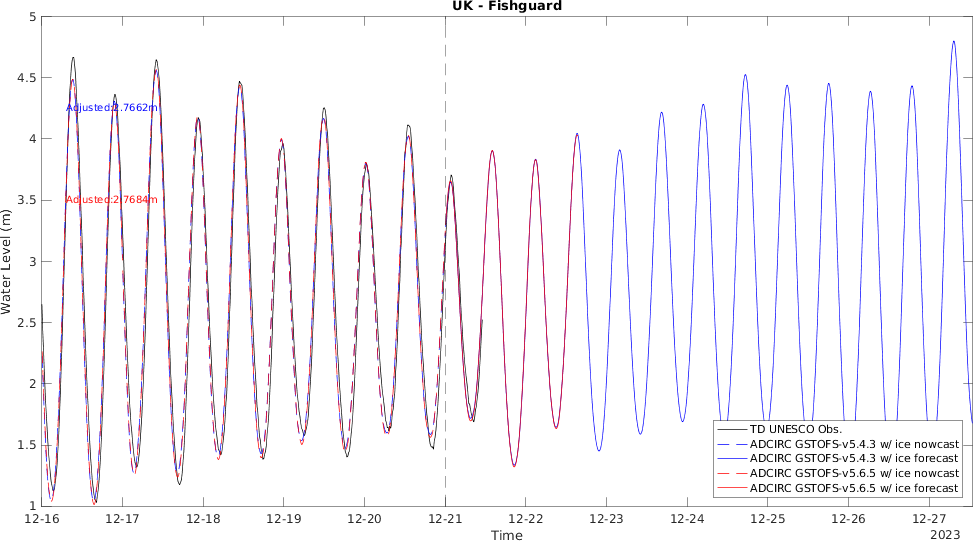 UK - Fishguard
5
4.5
4
3.5
3
2.5
2
1.5
1
Water Level (m)
Adjusted:2.7662m
Adjusted:2.7684m
TD UNESCO Obs.
ADCIRC GSTOFS-v5.4.3 w/ ice nowcast
ADCIRC GSTOFS-v5.4.3 w/ ice forecast
ADCIRC GSTOFS-v5.6.5 w/ ice nowcast
ADCIRC GSTOFS-v5.6.5 w/ ice forecast
12-16 12-17 12-18 12-19 12-20 12-21 12-22 12-23 12-24 12-25 12-26 12-27
Time
2023